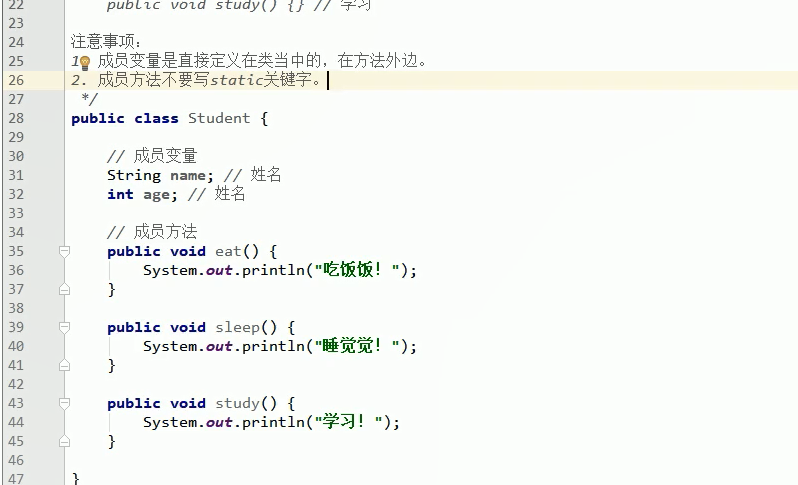 22 public void study() {} // 学习
23
24 注意事项：
25 1. 成员变量是直接定义在类当中的，在方法外边。
26 2. 成员方法不要写static关键字。
27 */
28 public class Student {
29
30 // 成员变量
31 String name; // 姓名
32 int age; // 姓名
33
34 // 成员方法
35 public void eat() {
36 System.out.println("吃饭饭！");
37 }
38
39 public void sleep() {
40 System.out.println("睡觉觉！");
41 }
42
43 public void study() {
44 System.out.println("学习！");
45 }
46
47 }